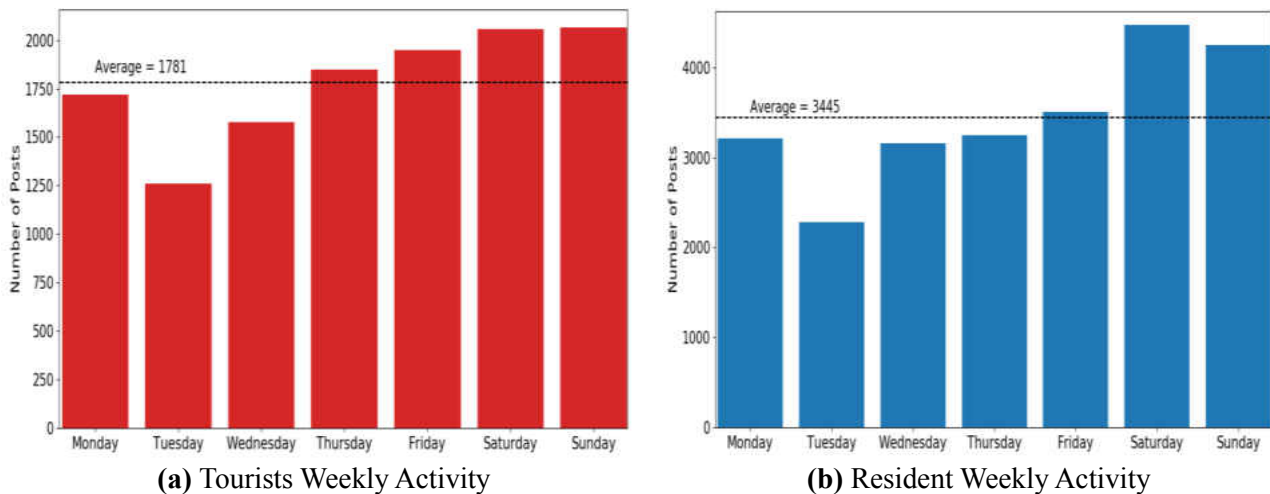 2000
1750
1500
1250
1000
750
500
250
0
Number of Posts
Average = 1781
Monday Tuesday Wednesday Thursday Friday Saturday Sunday
(a) Tourists Weekly Activity
4000
3000
2000
1000
0
Number of Posts
Average = 3445
Monday Tuesday Wednesday Thursday Friday Saturday Sunday
(b) Resident Weekly Activity